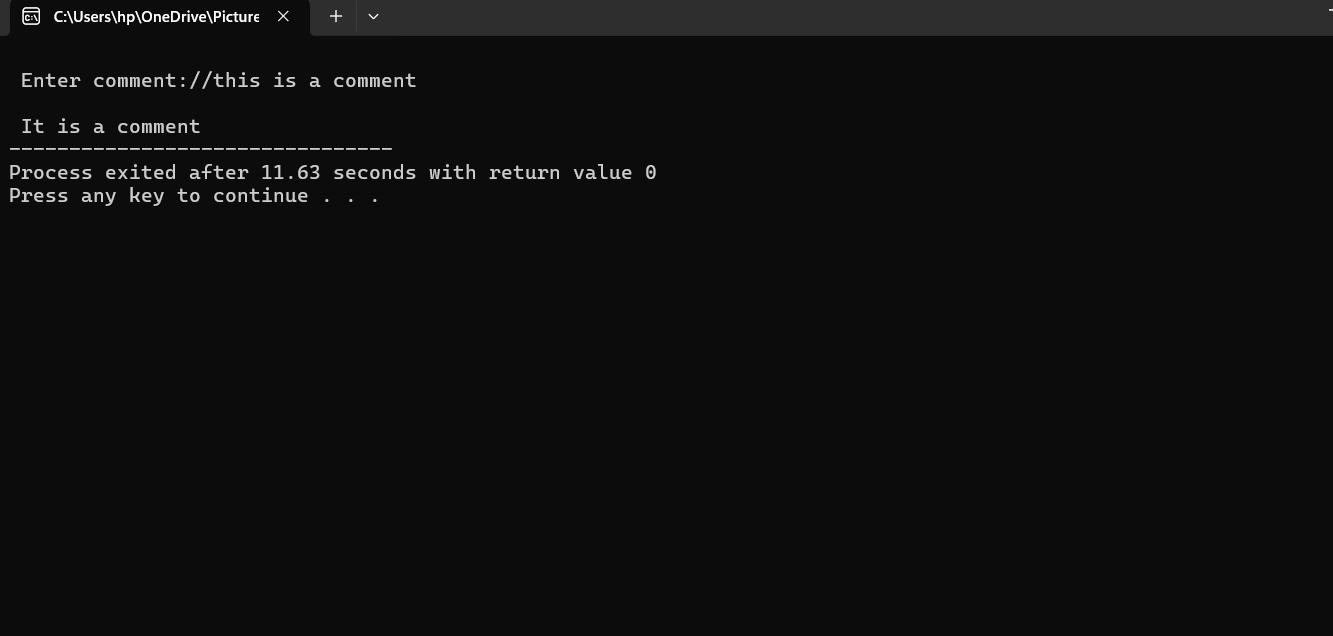 C:\Users\hp\OneDrive\Picture
Enter comment://this is a comment
It is a comment
--------------------------------
Process exited after 11.63 seconds with return value 0
Press any key to continue . . .